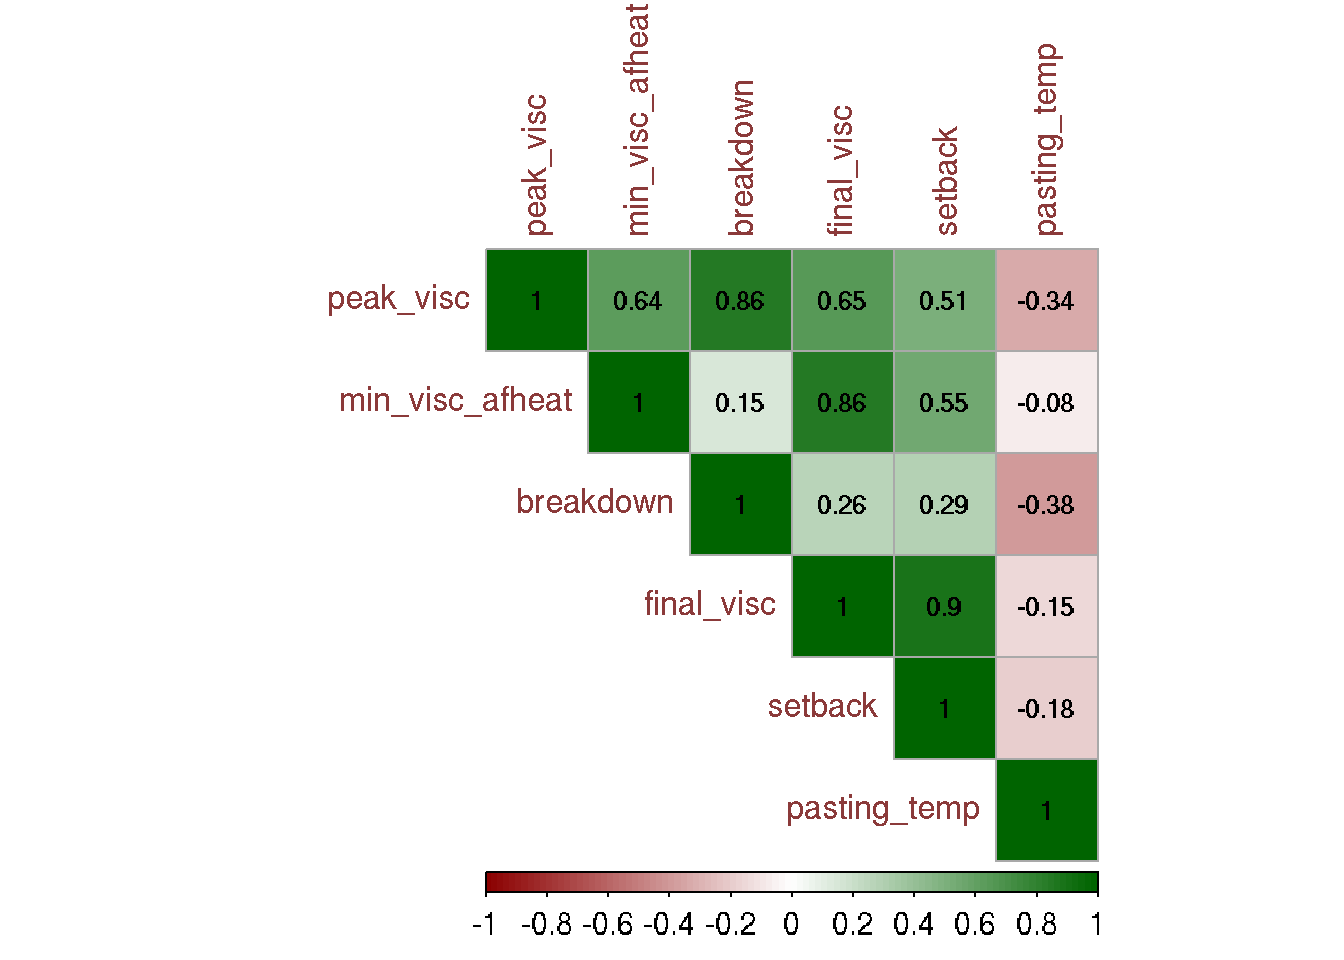 peak_visc
min_visc_afheat
breakdown
final_visc
setback
pasting_temp
peak_visc 1 0.64 0.86 0.65 0.51 -0.34
min_visc_afheat 1 0.15 0.86 0.55 -0.08
breakdown 1 0.26 0.29 -0.38
final_visc 1 0.9 -0.15
setback 1 -0.18
pasting_temp 1
-1 -0.8 -0.6 -0.4 -0.2 0 0.2 0.4 0.6 0.8 1